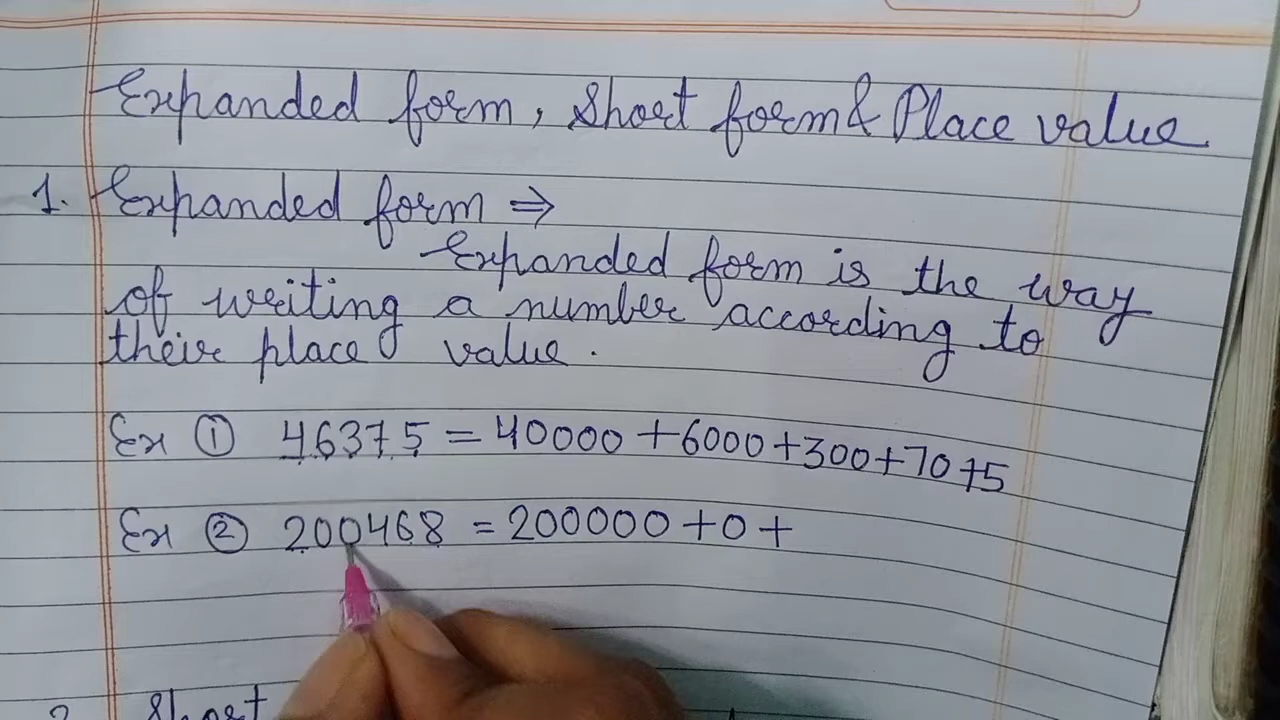 Expanded form, Short form & Place value
1. Expanded form ⇒
Expanded form is the way
of writing a number according to
their place value.
Ex ① 46375 = 40000 + 6000 + 300 + 70 + 5
Ex ② 200468 = 200000 + 0 +
2. Short